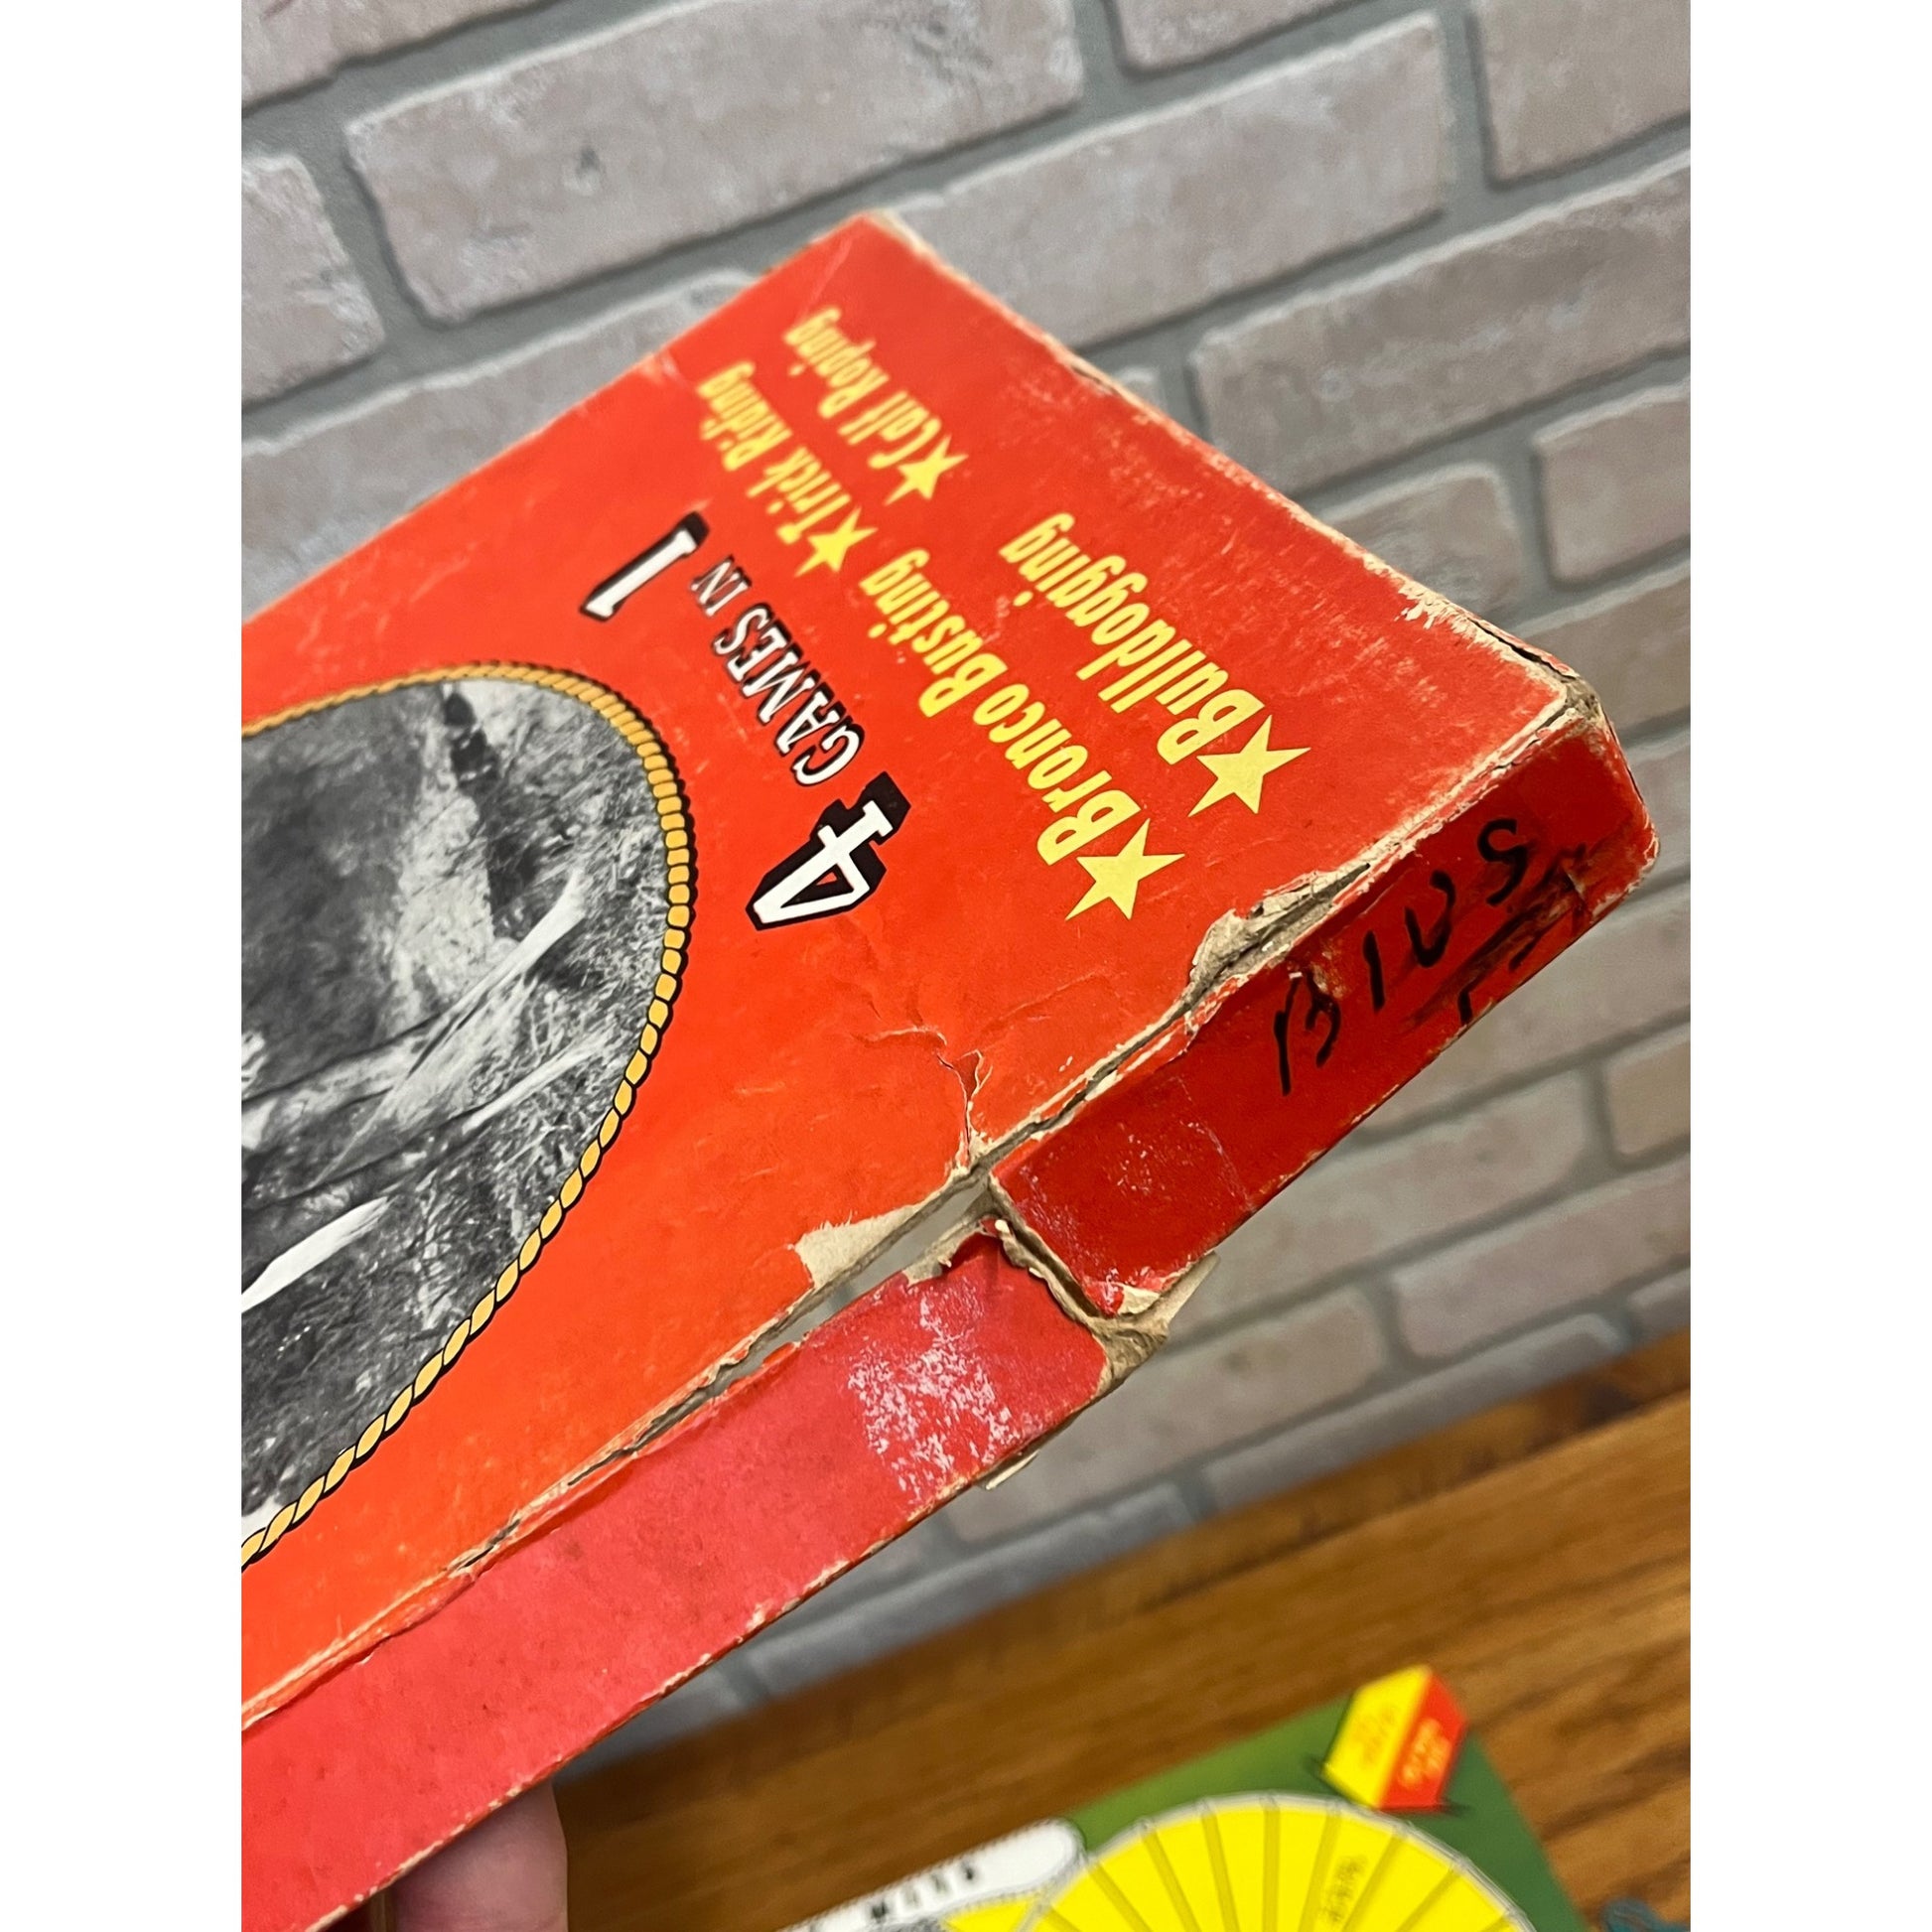 4 GAMES IN 1
★Bronco Busting ★Trick Riding
★Bulldogging ★Calf Roping